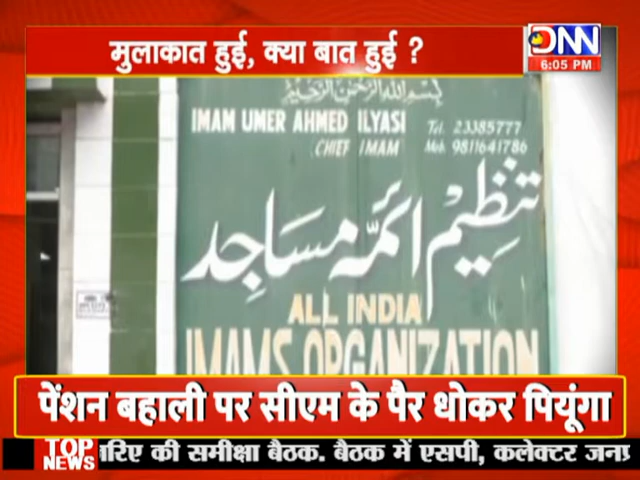 मुलाकात हुई, क्या बात हुई ?
DNN
6:05 PM
بسم الله الرحمن الرحيم
IMAM UMER AHMED ILYASI
Tel. 23385777
CHIEF IMAM
Mob. 9811641786
تنظیم ائمہ مساجد
ALL INDIA
IMAMS ORGANIZATION
पेंशन बहाली पर सीएम के पैर धोकर पियूंगा
TOP
NEWS
रिए की समीक्षा बैठक. बैठक में एसपी, कलेक्टर